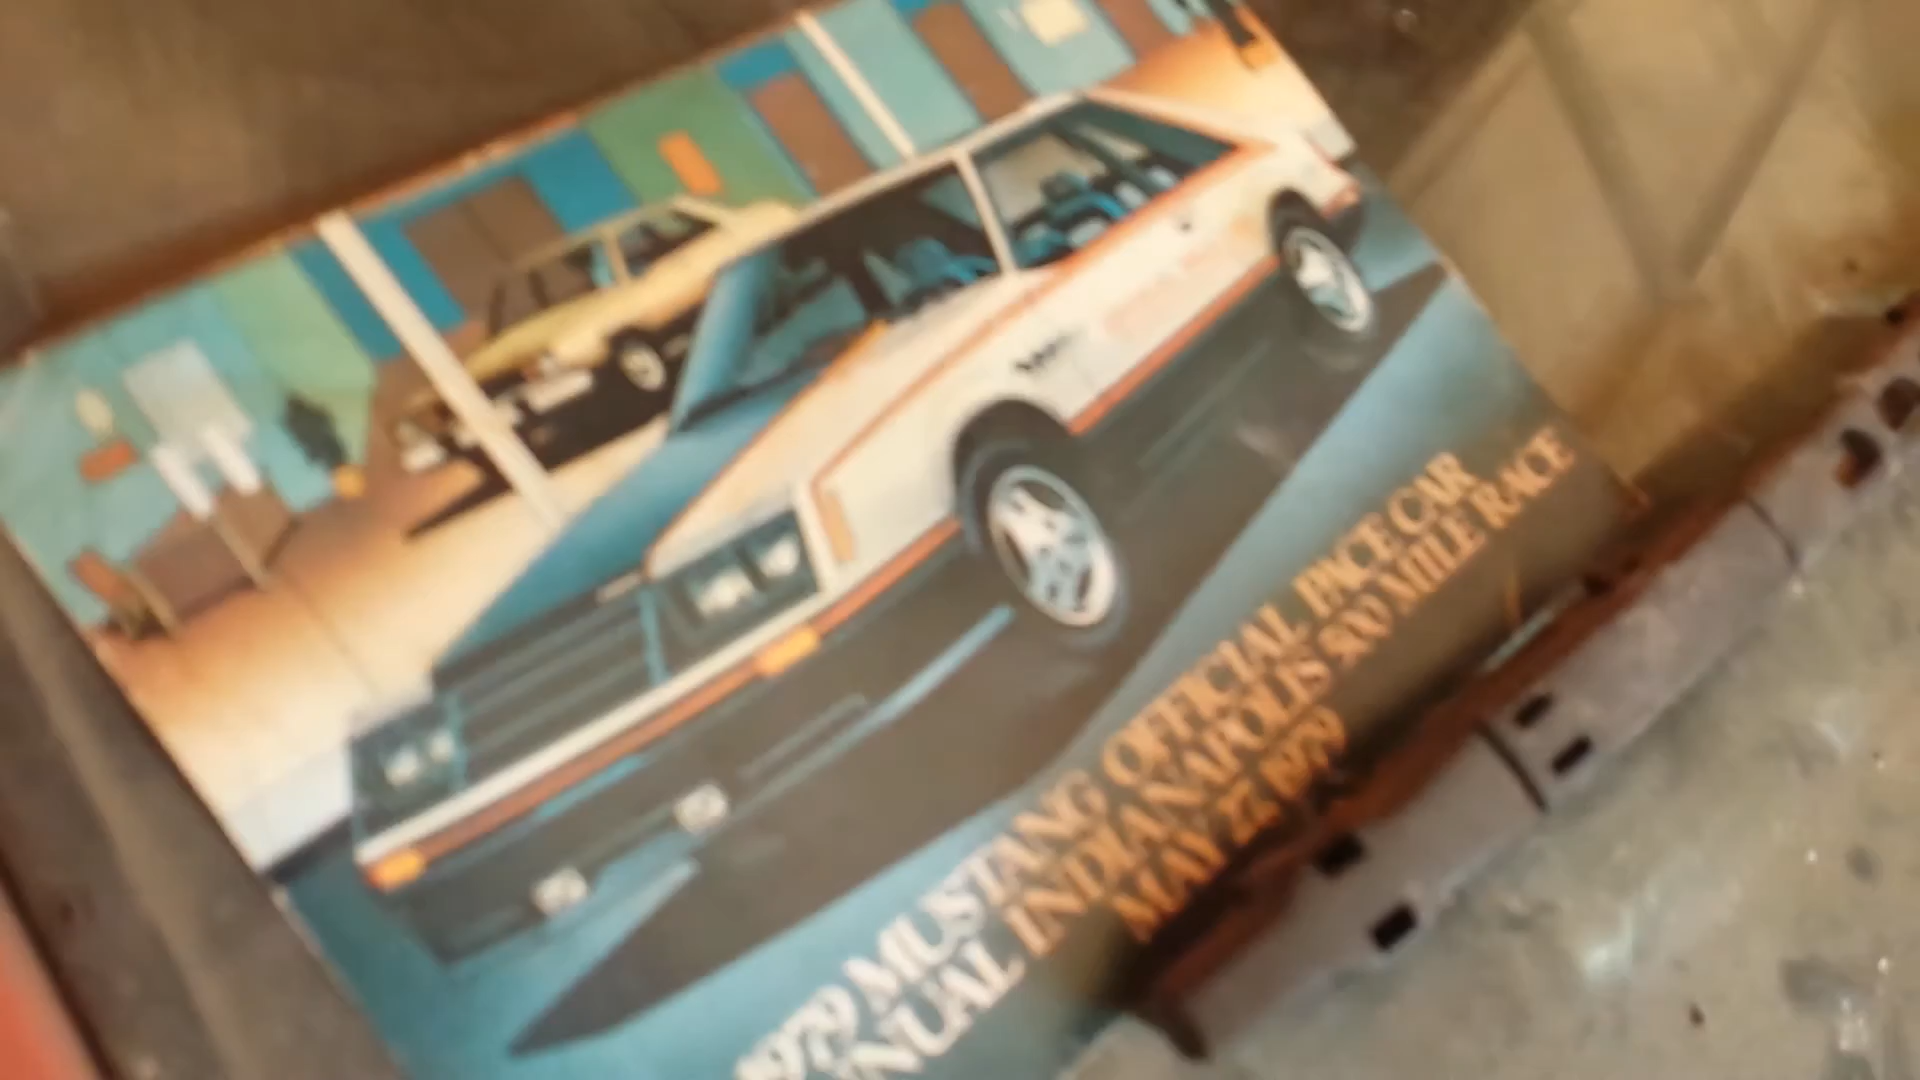 1979 MUSTANG OFFICIAL PACE CAR
ANNUAL INDIANAPOLIS 500 MILE RACE
MAY 27, 1979